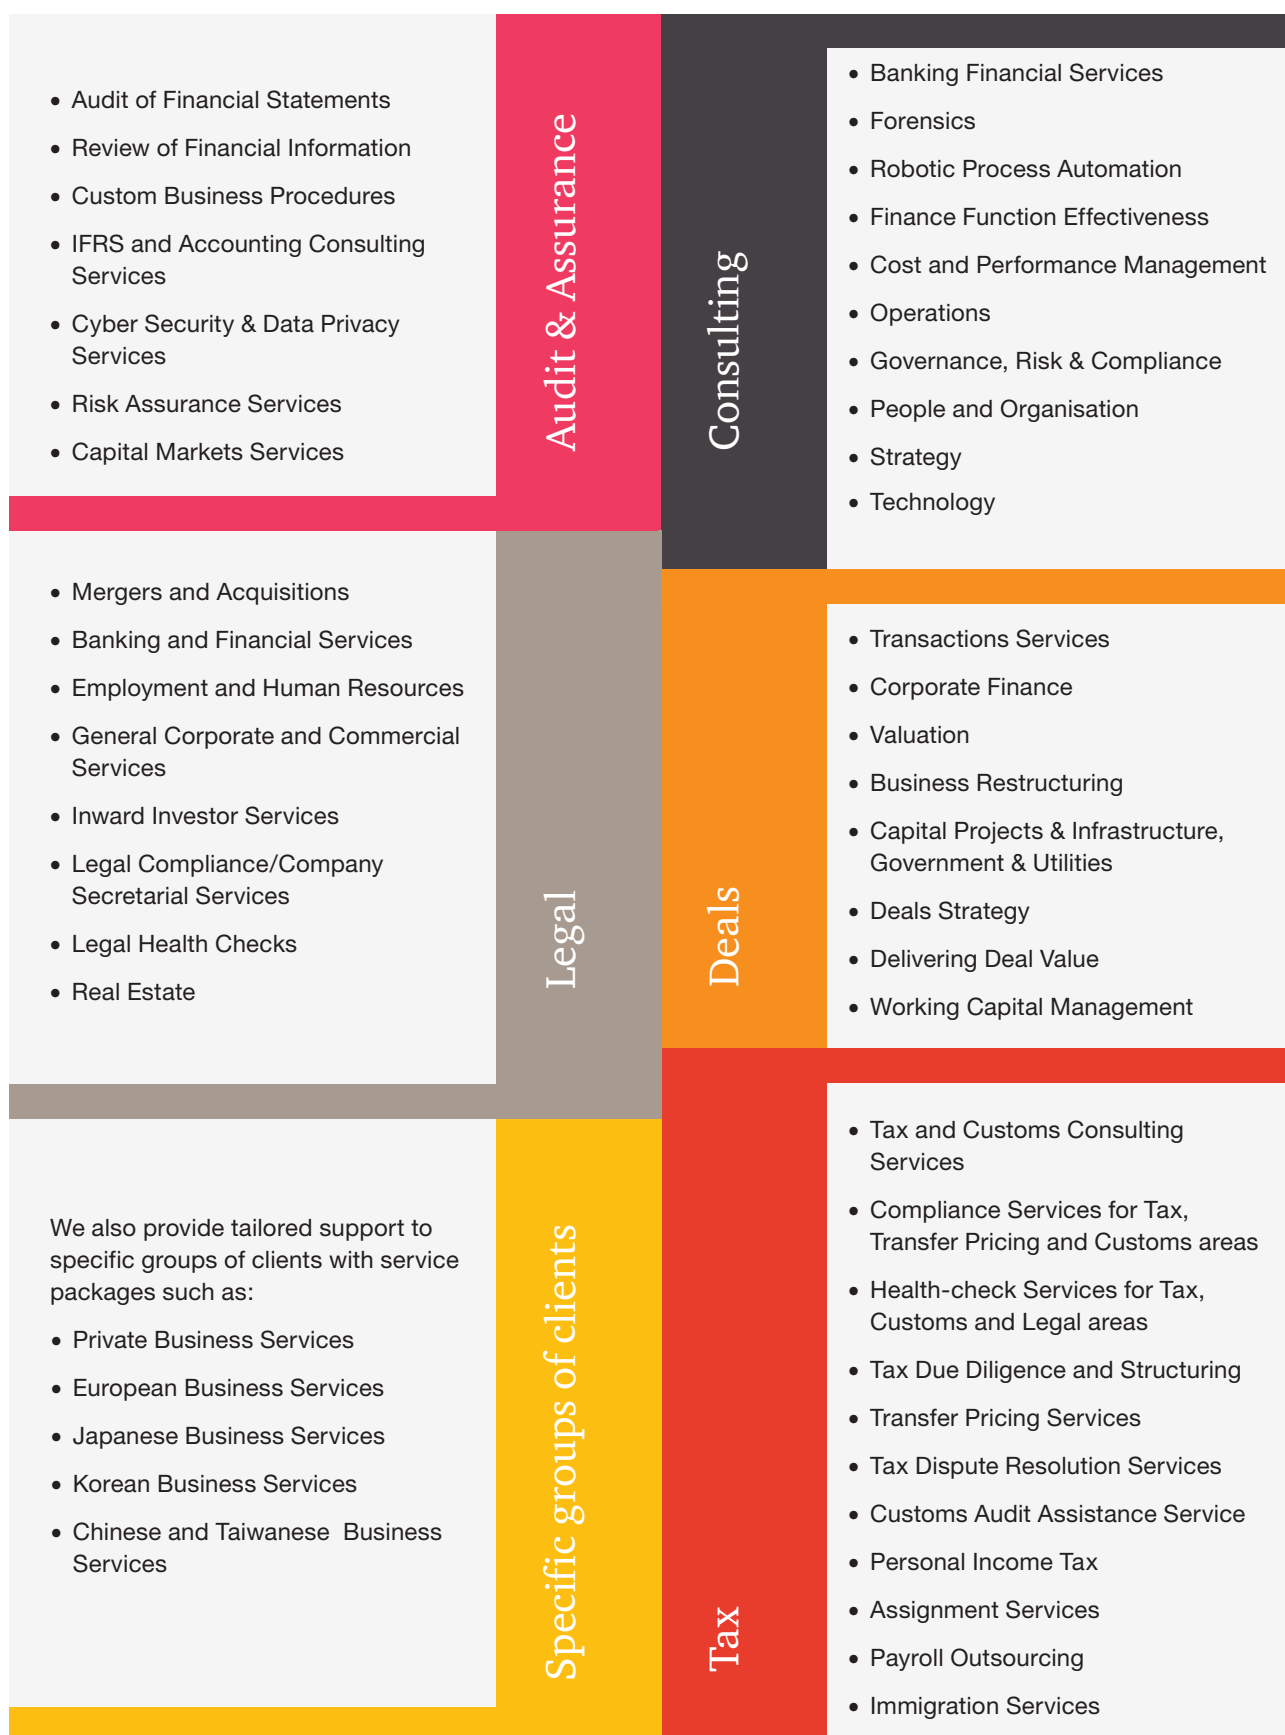 • Audit of Financial Statements
• Review of Financial Information
• Custom Business Procedures
• IFRS and Accounting Consulting
Services
• Cyber Security & Data Privacy
Services
• Risk Assurance Services
• Capital Markets Services
Audit & Assurance
Consulting
• Banking Financial Services
• Forensics
• Robotic Process Automation
• Finance Function Effectiveness
• Cost and Performance Management
• Operations
• Governance, Risk & Compliance
• People and Organisation
• Strategy
• Technology
• Mergers and Acquisitions
• Banking and Financial Services
• Employment and Human Resources
• General Corporate and Commercial
Services
• Inward Investor Services
• Legal Compliance/Company
Secretarial Services
• Legal Health Checks
• Real Estate
Legal
Deals
• Transactions Services
• Corporate Finance
• Valuation
• Business Restructuring
• Capital Projects & Infrastructure,
Government & Utilities
• Deals Strategy
• Delivering Deal Value
• Working Capital Management
We also provide tailored support to
specific groups of clients with service
packages such as:
• Private Business Services
• European Business Services
• Japanese Business Services
• Korean Business Services
• Chinese and Taiwanese  Business
Services
Specific groups of clients
Tax
• Tax and Customs Consulting
Services
• Compliance Services for Tax,
Transfer Pricing and Customs areas
• Health-check Services for Tax,
Customs and Legal areas
• Tax Due Diligence and Structuring
• Transfer Pricing Services
• Tax Dispute Resolution Services
• Customs Audit Assistance Service
• Personal Income Tax
• Assignment Services
• Payroll Outsourcing
• Immigration Services